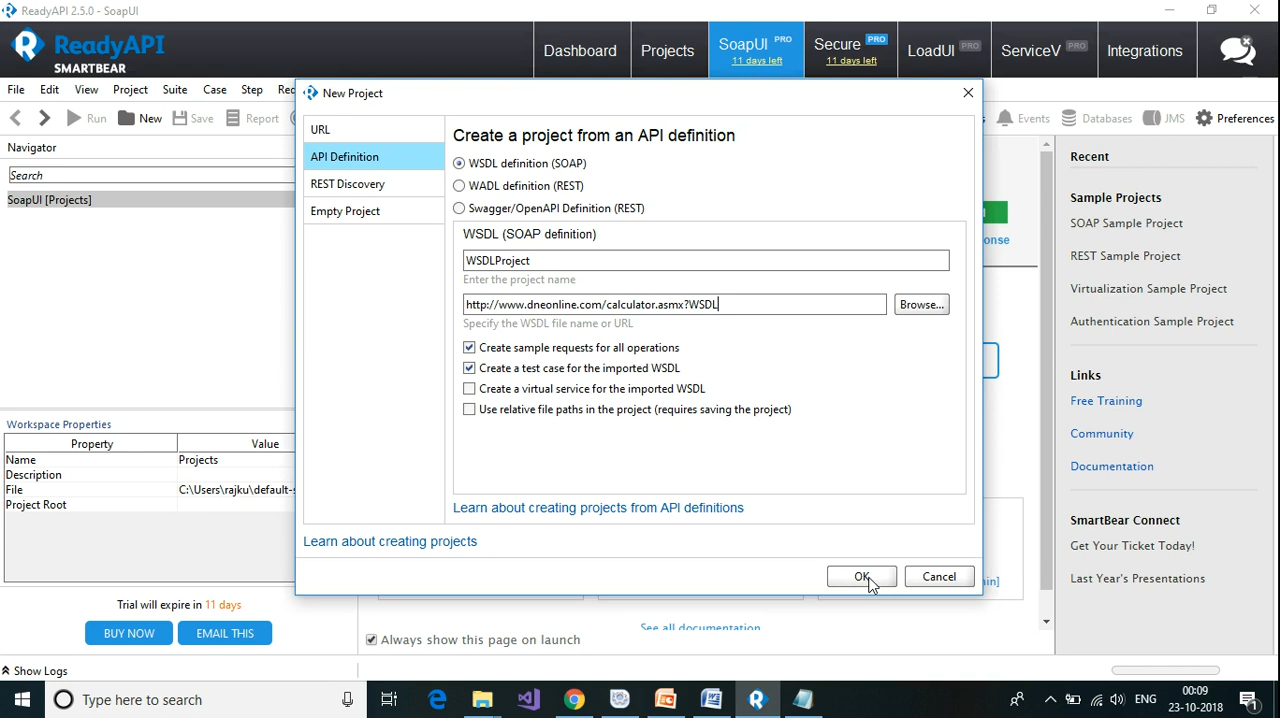 ReadyAPI 2.5.0 - SoapUI
ReadyAPI
SMARTBEAR
Dashboard
Projects
SoapUI PRO
11 days left
Secure PRO
11 days left
LoadUI PRO
ServiceV PRO
Integrations
File Edit View Project Suite Case Step
New Project
Run New Save Report
Events Databases JMS Preferences
Navigator
Search
SoapUI [Projects]
URL
API Definition
REST Discovery
Empty Project
Create a project from an API definition
WSDL definition (SOAP)
WADL definition (REST)
Swagger/OpenAPI Definition (REST)
WSDL (SOAP definition)
WSDLProject
Enter the project name
http://www.dneonline.com/calculator.asmx?WSDL
Browse...
Specify the WSDL file name or URL
Create sample requests for all operations
Create a test case for the imported WSDL
Create a virtual service for the imported WSDL
Use relative file paths in the project (requires saving the project)
Learn about creating projects from API definitions
Learn about creating projects
OK Cancel
Recent
Sample Projects
SOAP Sample Project
REST Sample Project
Virtualization Sample Project
Authentication Sample Project
Links
Free Training
Community
Documentation
SmartBear Connect
Get Your Ticket Today!
Last Year's Presentations
Workspace Properties
Property Value
Name Projects
Description
File C:\Users\rajku\default-s
Project Root
Trial will expire in 11 days
BUY NOW EMAIL THIS
See all documentation
Always show this page on launch
Show Logs
Type here to search
ENG
00:09
23-10-2018
1